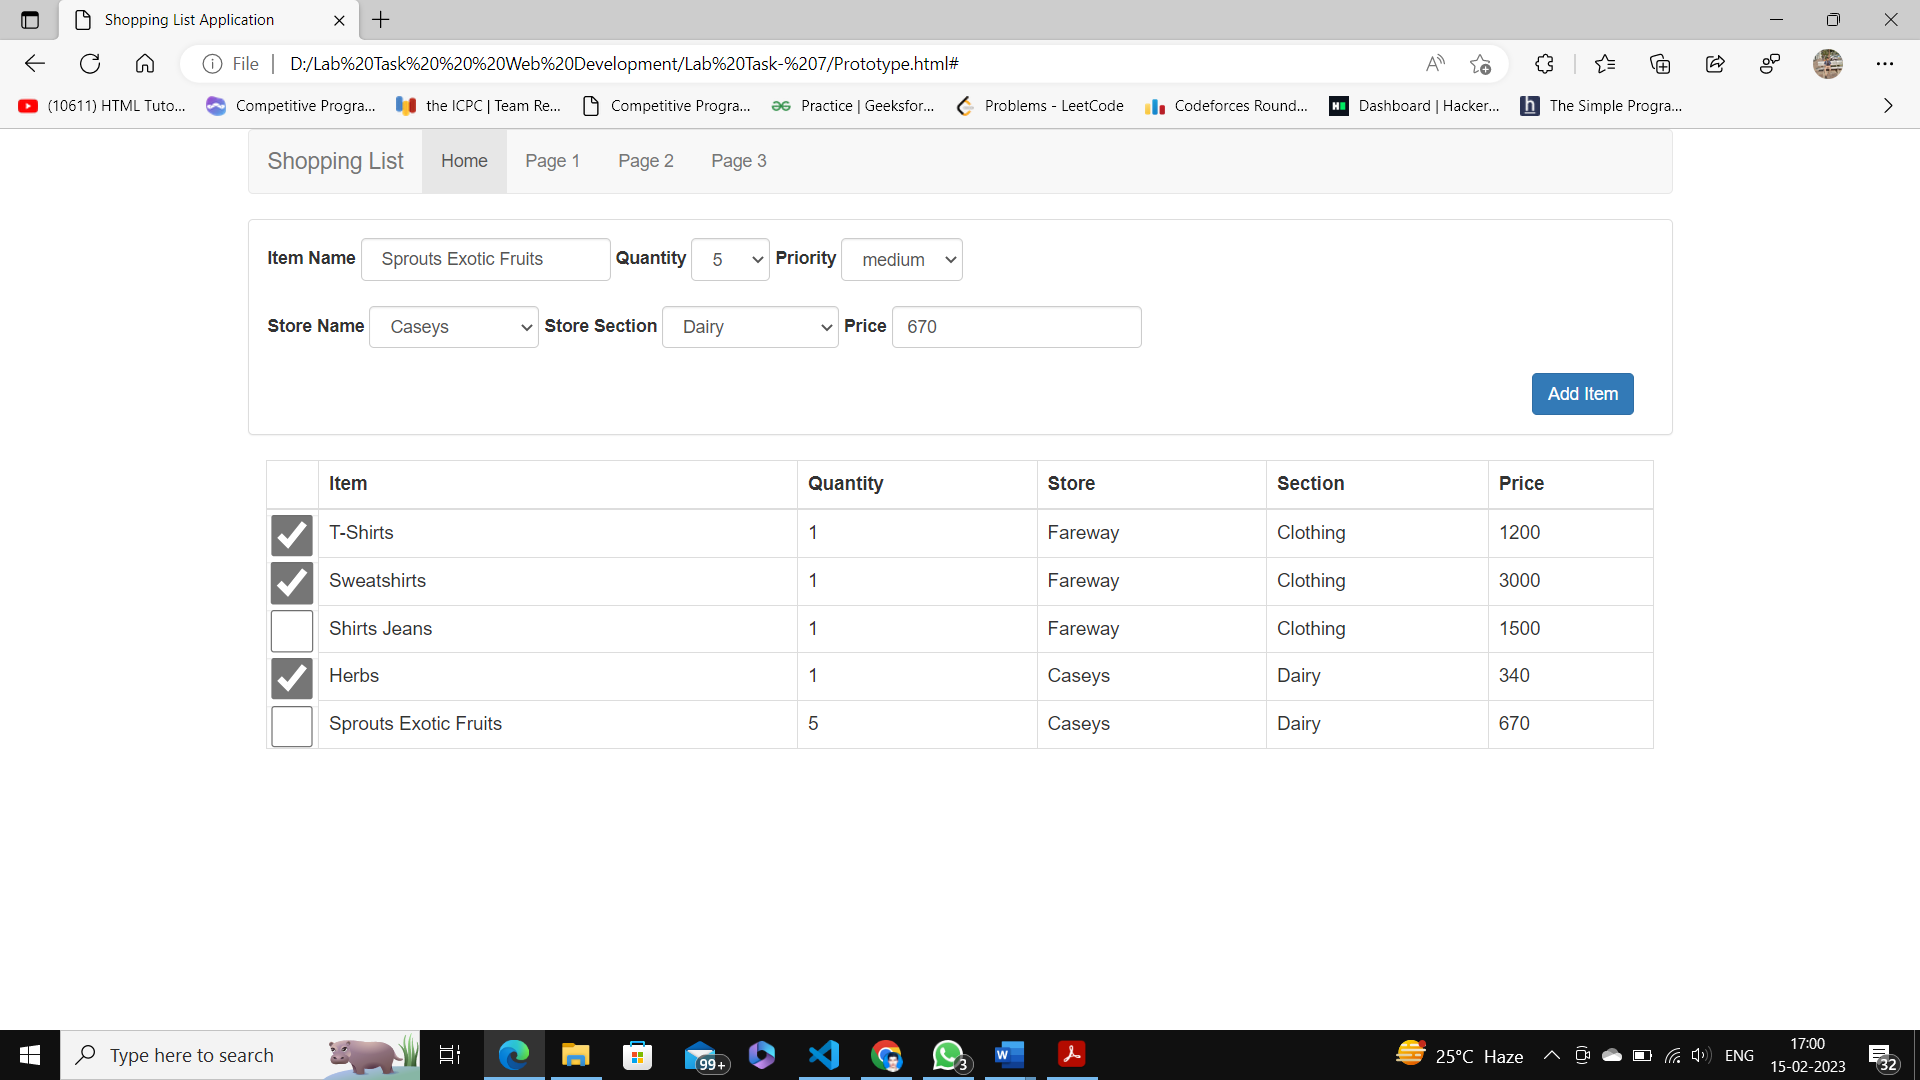 Shopping List Application
File D:/Lab%20Task%20%20%20Web%20Development/Lab%20Task-%207/Prototype.html#
(10611) HTML Tuto... Competitive Progra... the ICPC | Team Re... Competitive Progra... Practice | Geeksfor... Problems - LeetCode Codeforces Round... Dashboard | Hacker... The Simple Progra...
Shopping List Home Page 1 Page 2 Page 3
Item Name Sprouts Exotic Fruits Quantity 5 Priority medium
Store Name Caseys Store Section Dairy Price 670
Add Item
Item Quantity Store Section Price
T-Shirts 1 Fareway Clothing 1200
Sweatshirts 1 Fareway Clothing 3000
Shirts Jeans 1 Fareway Clothing 1500
Herbs 1 Caseys Dairy 340
Sprouts Exotic Fruits 5 Caseys Dairy 670
Type here to search 99+ 3 25°C Haze ENG 17:00
15-02-2023 32